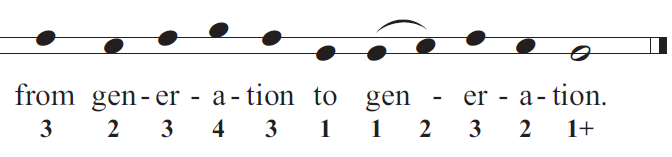 from gen - er - a - tion to gen - er - a - tion.
3 2 3 4 3 1 1 2 3 2 1+